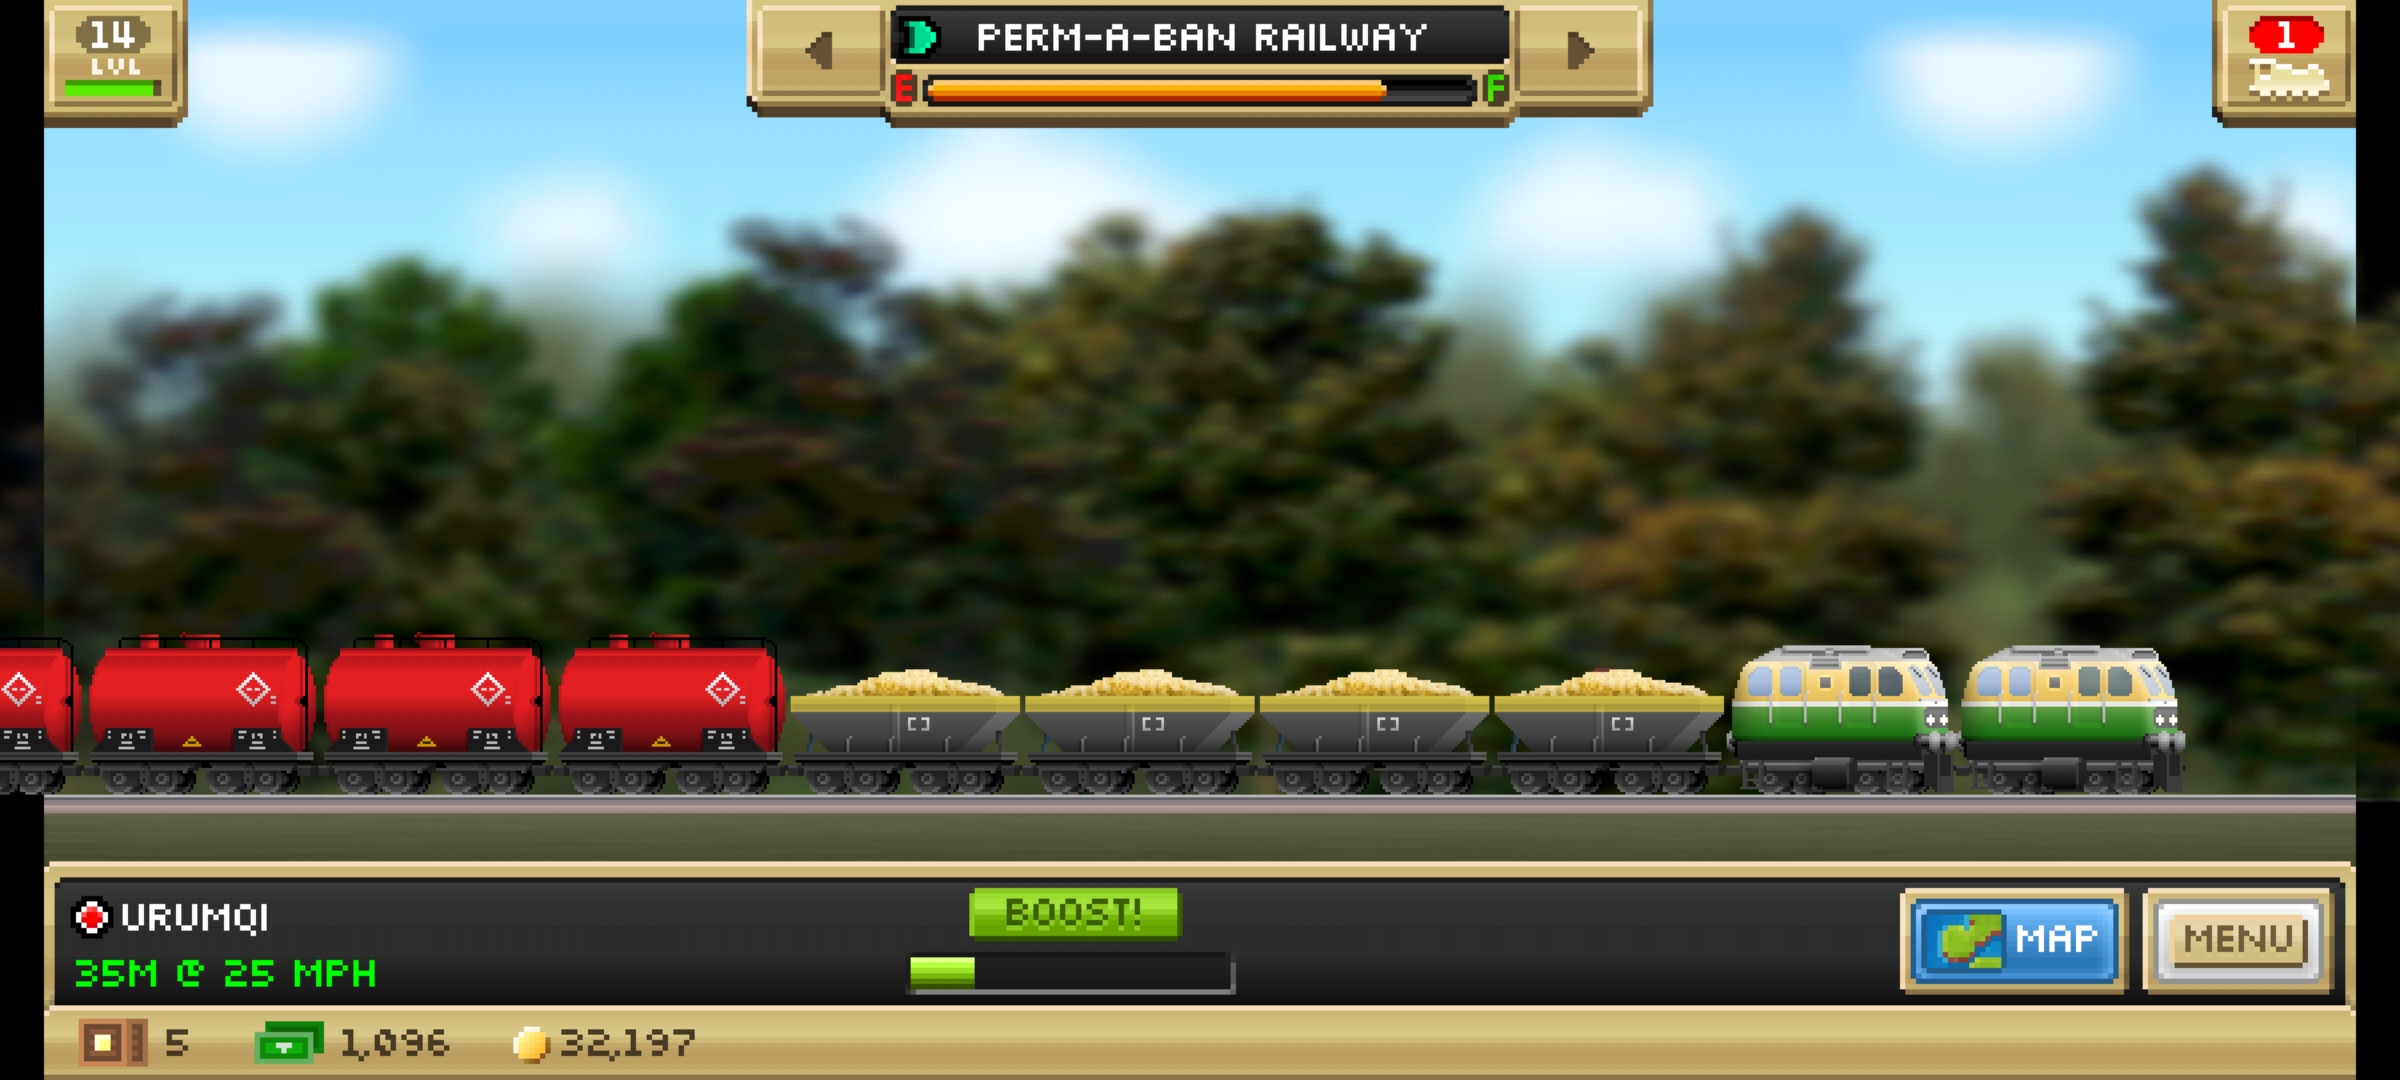 14
LVL
PERM-A-BAN RAILWAY
E
F
1
URUMQI
35M @ 25 MPH
BOOST!
MAP
MENU
5
1,096
32,197